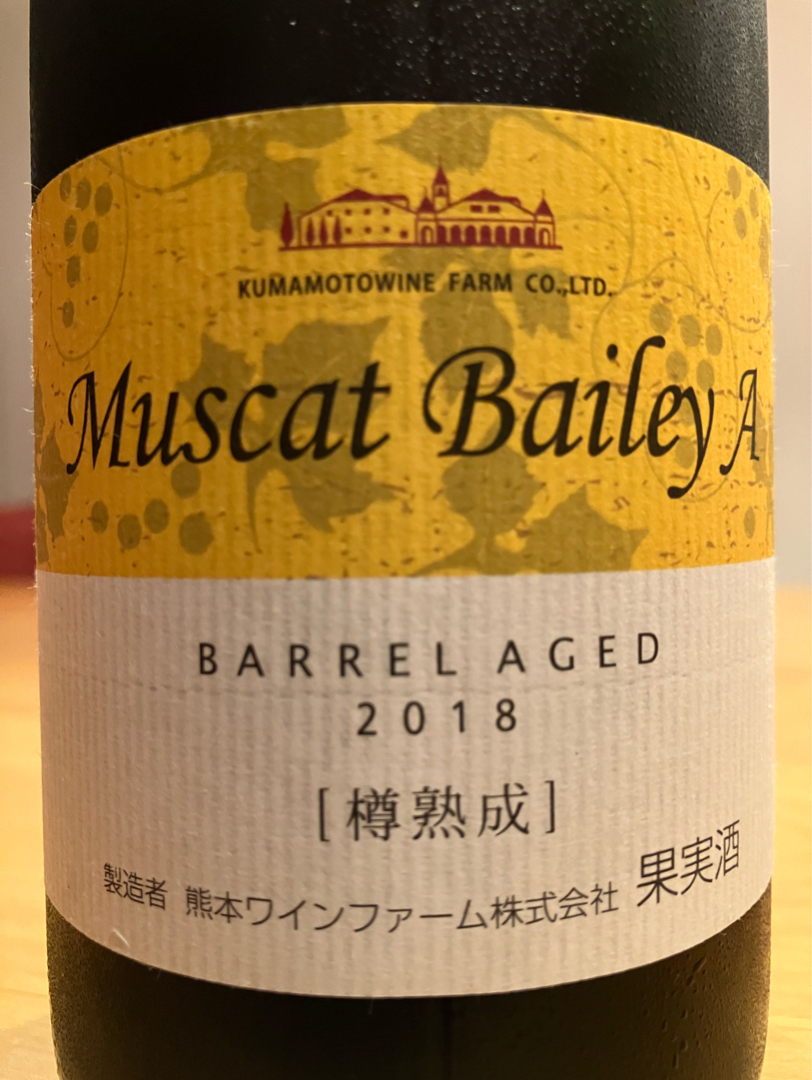 KUMAMOTOWINE FARM CO.,LTD.
Muscat Bailey A
BARREL AGED
2018
[樽熟成]
製造者 熊本ワインファーム株式会社 果実酒